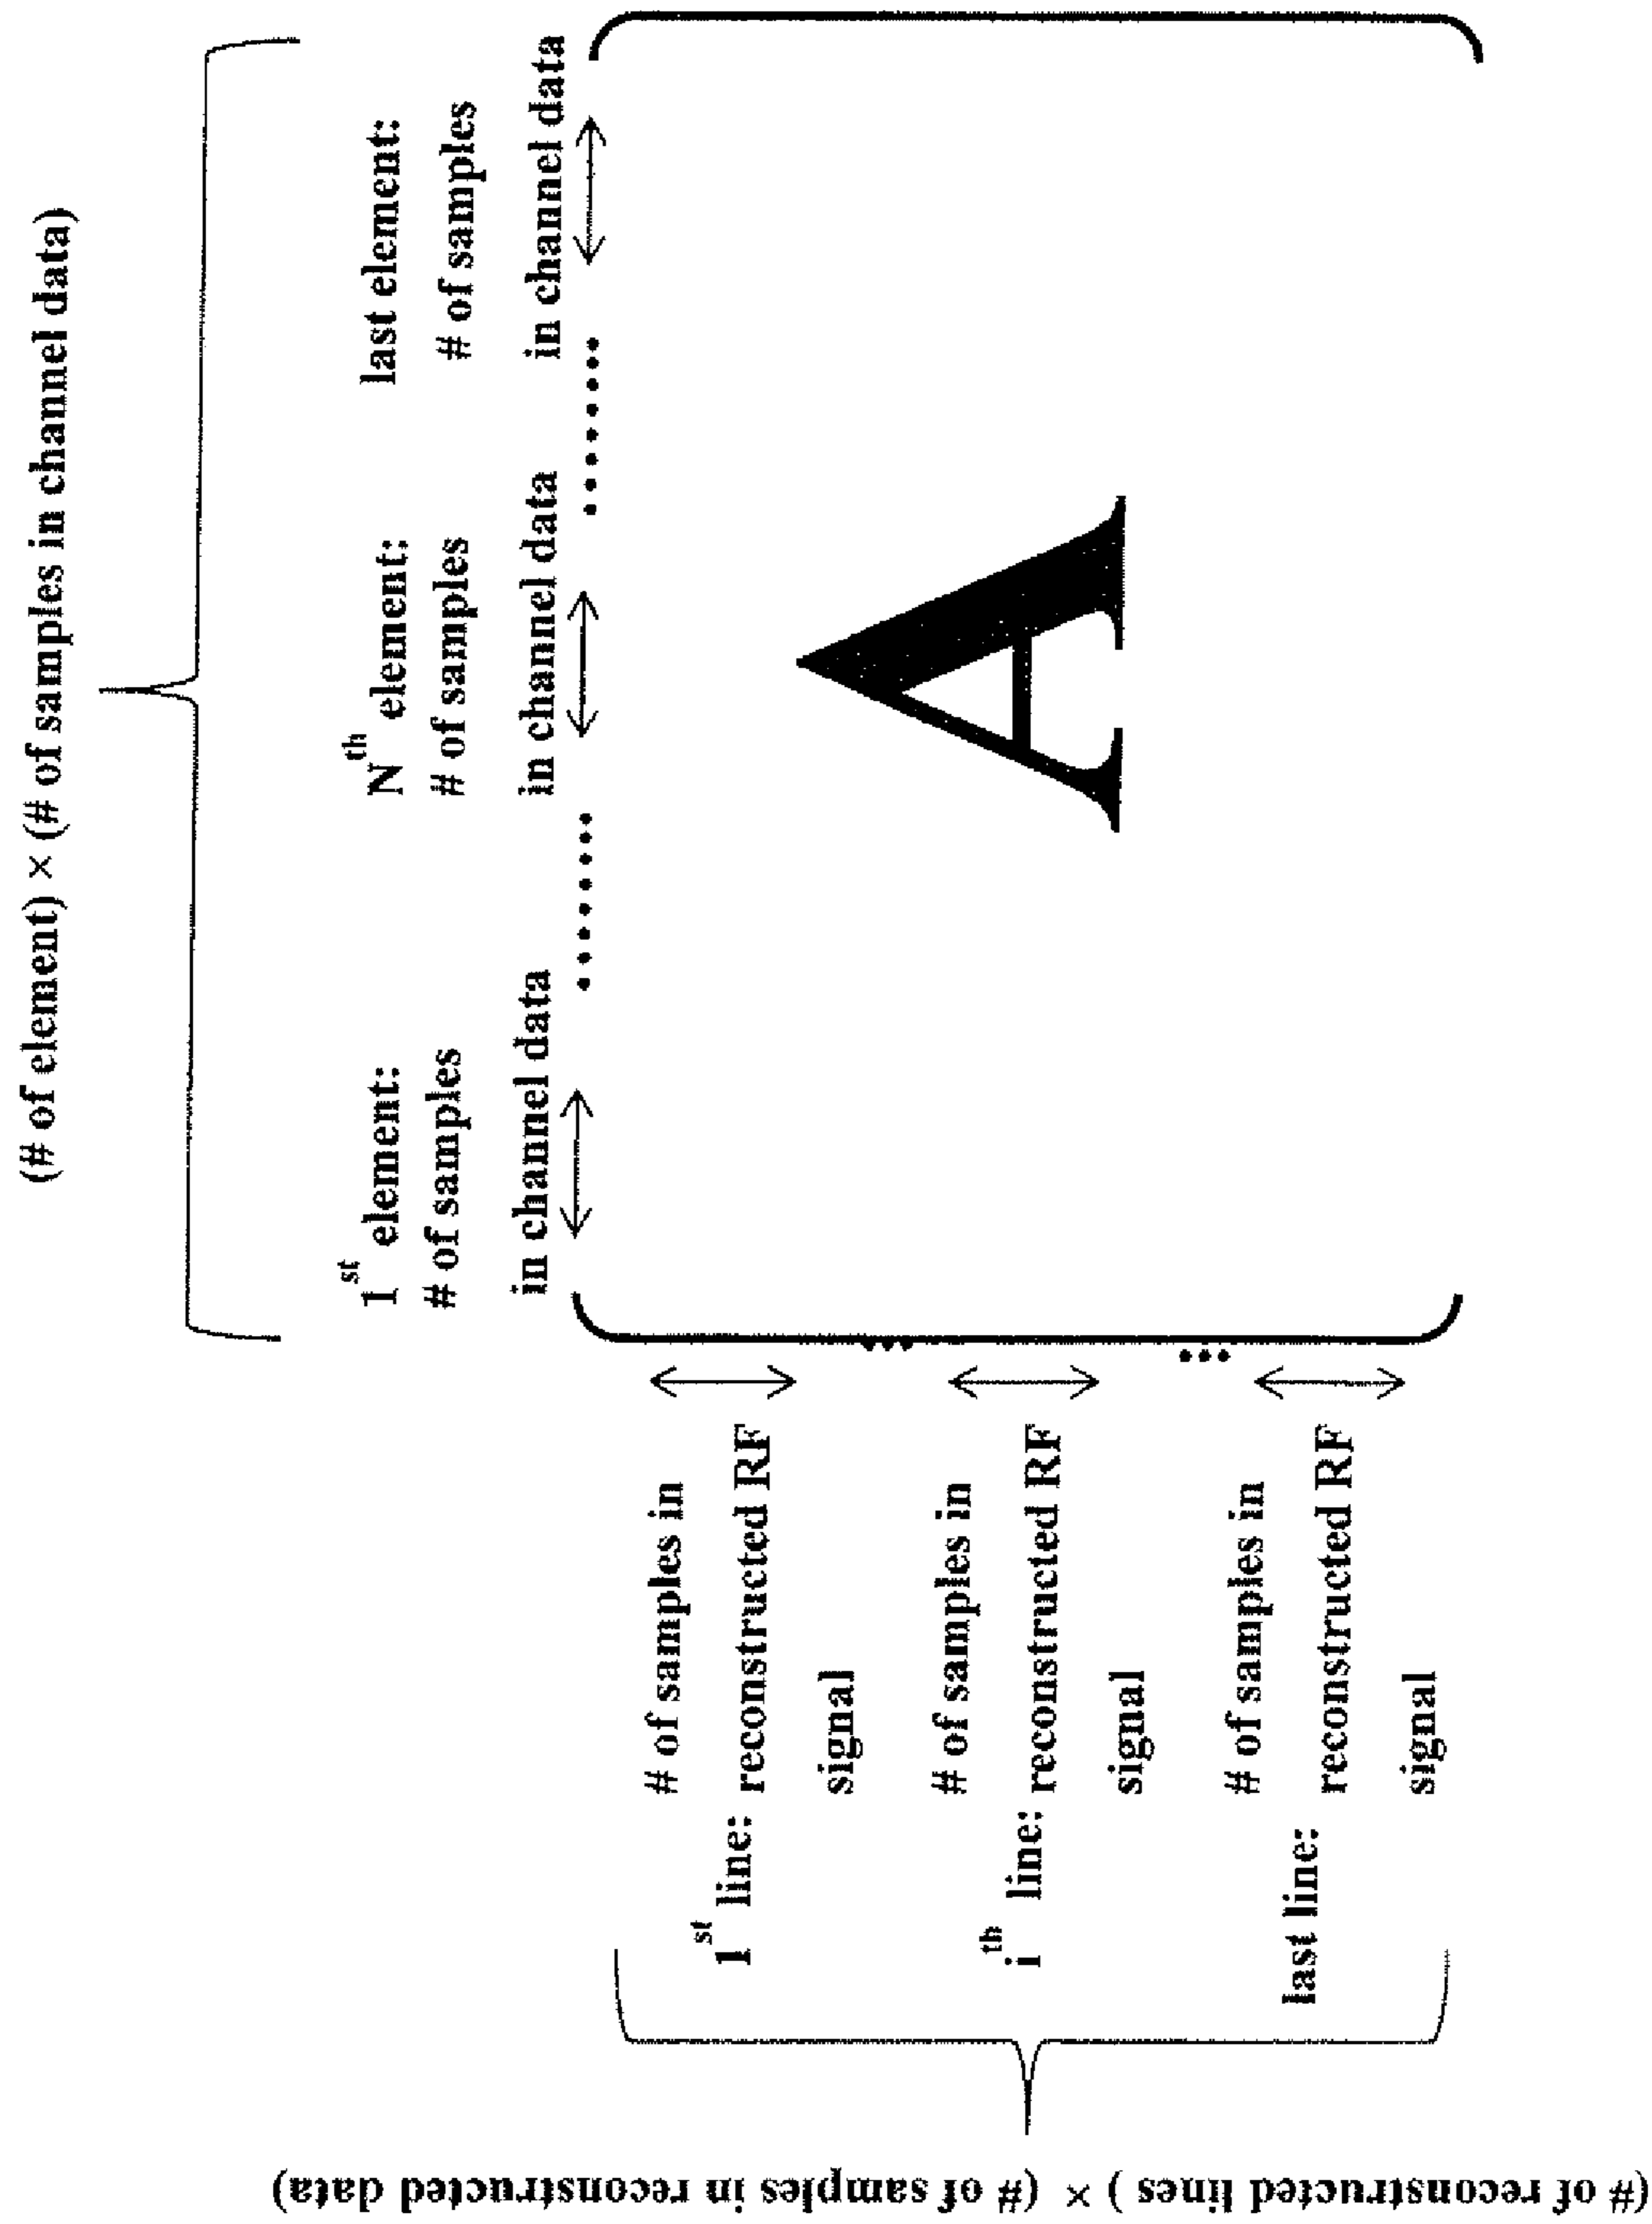 (# of element) × (# of samples in channel data)
1st element:
# of samples
in channel data
Nth element:
# of samples
in channel data
last element:
# of samples
in channel data
(# of reconstructed lines ) × (# of samples in reconstructed data)
1st line:
# of samples in
reconstructed RF
signal
ith line:
# of samples in
reconstructed RF
signal
last line:
# of samples in
reconstructed RF
signal
A